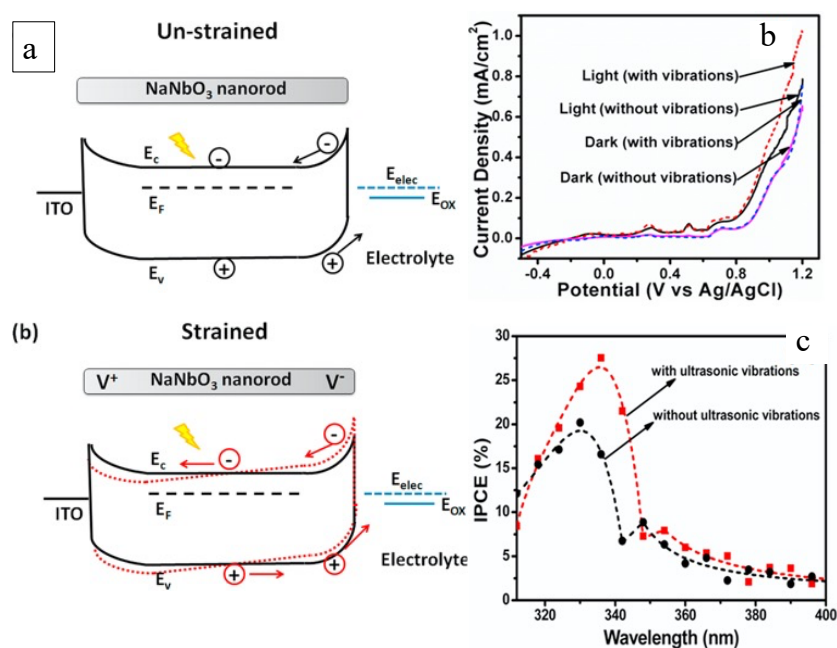 a
Un-strained
NaNbO₃ nanorod
Ec
-
-
ITO
EF
Eelec
EOX
Ev
+
+
Electrolyte
b
Current Density (mA/cm²)
1.0
0.8
0.6
0.4
0.2
0.0
Light (with vibrations)
Light (without vibrations)
Dark (with vibrations)
Dark (without vibrations)
-0.4 0.0 0.4 0.8 1.2
Potential (V vs Ag/AgCl)
(b) Strained
V⁺ NaNbO₃ nanorod V⁻
Ec
-
-
ITO
EF
Eelec
EOX
Ev
+
+
Electrolyte
c
IPCE (%)
30
25
20
15
10
5
0
with ultrasonic vibrations
without ultrasonic vibrations
320 340 360 380 400
Wavelength (nm)